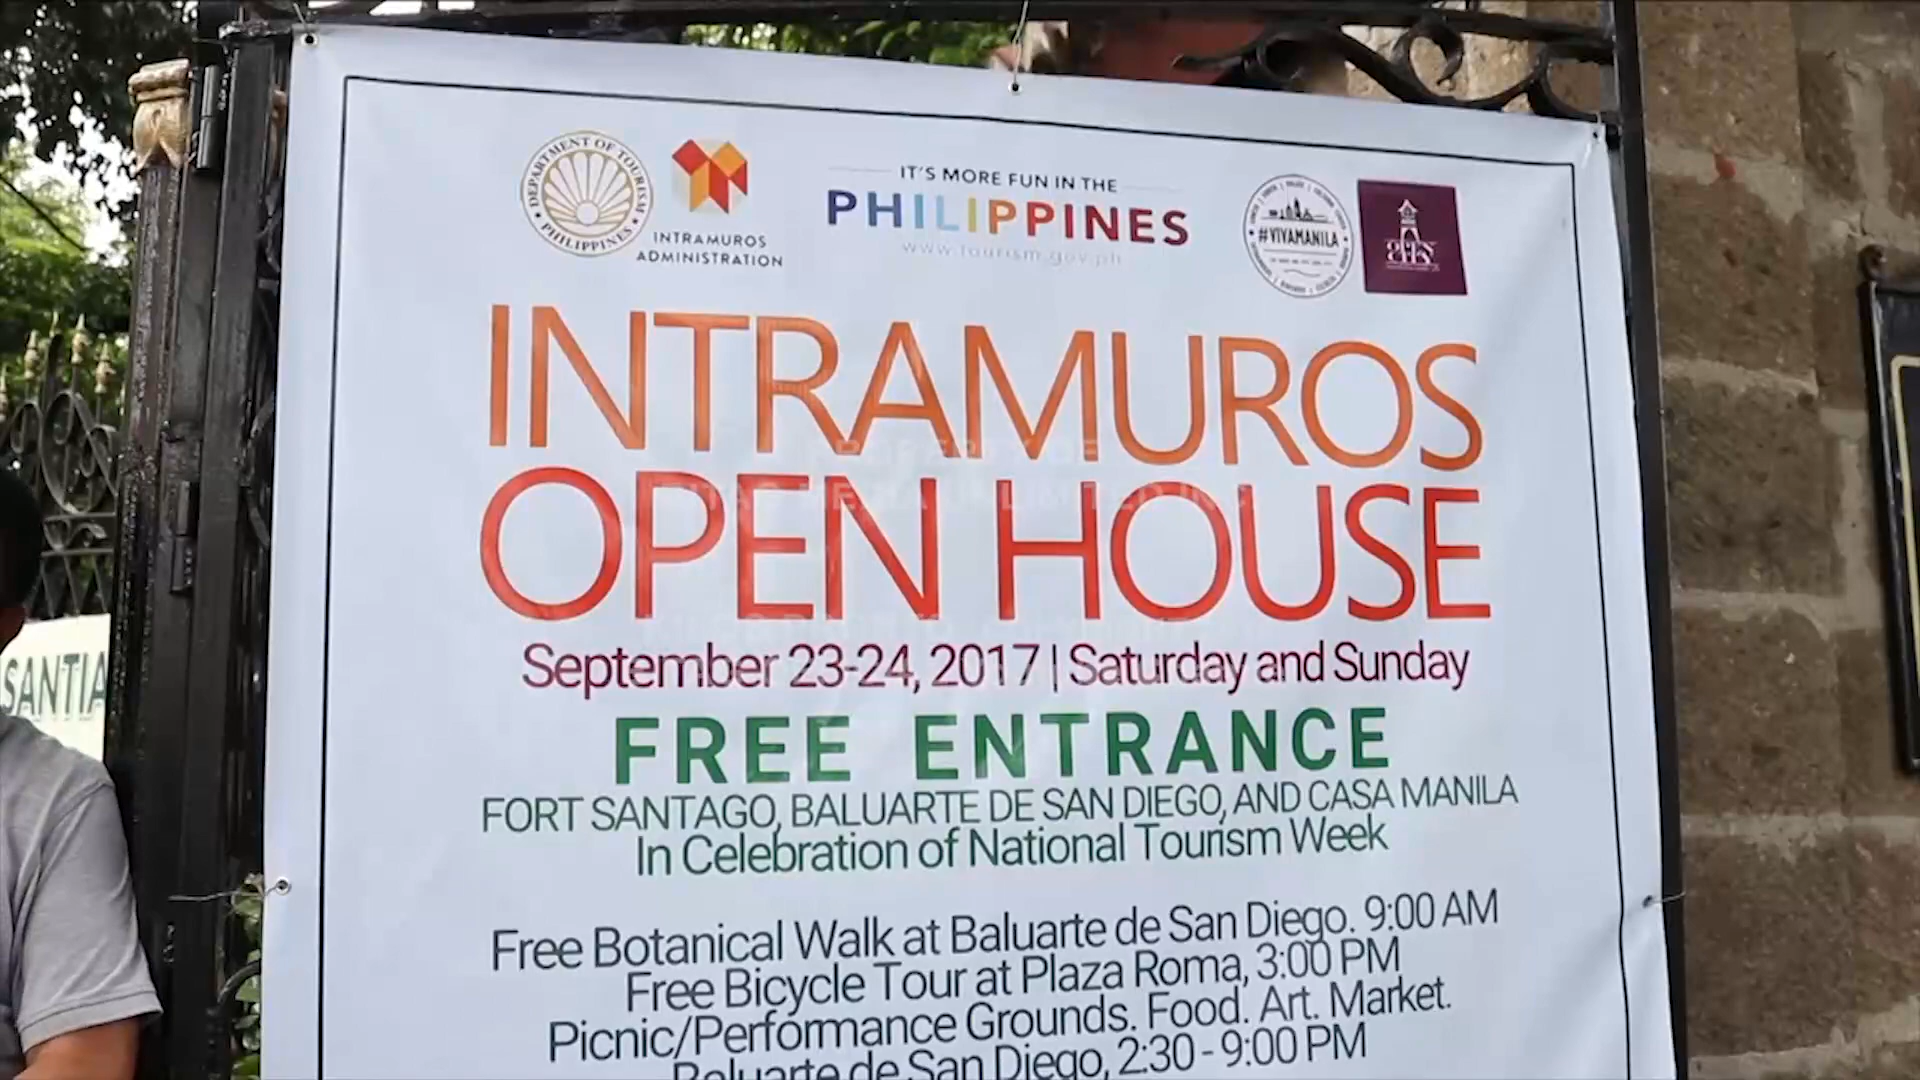 DEPARTMENT OF TOURISM
PHILIPPINES
INTRAMUROS
ADMINISTRATION
IT'S MORE FUN IN THE
PHILIPPINES
www.tourism.gov.ph
#VIVAMANILA
INTRAMUROS
OPEN HOUSE
September 23-24, 2017 | Saturday and Sunday
FREE ENTRANCE
FORT SANTAGO, BALUARTE DE SAN DIEGO, AND CASA MANILA
In Celebration of National Tourism Week
Free Botanical Walk at Baluarte de San Diego. 9:00 AM
Free Bicycle Tour at Plaza Roma, 3:00 PM
Picnic/Performance Grounds. Food. Art. Market.
Baluarte de San Diego, 2:30 - 9:00 PM
SANTIA